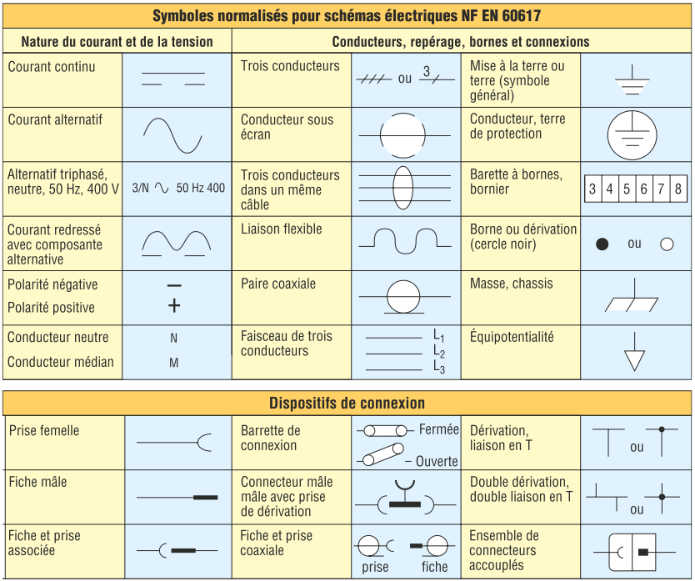 Symboles normalisés pour schémas électriques NF EN 60617
Nature du courant et de la tension
Conducteurs, repérage, bornes et connexions
Courant continu
Trois conducteurs
ou
3
Mise à la terre ou
terre (symbole
général)
Courant alternatif
Conducteur sous
écran
Conducteur, terre
de protection
Alternatif triphasé,
neutre, 50 Hz, 400 V
3/N 50 Hz 400
Trois conducteurs
dans un même
câble
Barette à bornes,
bornier
3 4 5 6 7 8
Courant redressé
avec composante
alternative
Liaison flexible
Borne ou dérivation
(cercle noir)
ou
Polarité négative
−
Polarité positive
+
Paire coaxiale
Masse, chassis
Conducteur neutre
N
Conducteur médian
M
Faisceau de trois
conducteurs
L1
L2
L3
Équipotentialité
Dispositifs de connexion
Prise femelle
Barrette de
connexion
Fermée
Ouverte
Dérivation,
liaison en T
ou
Fiche mâle
Connecteur mâle
mâle avec prise
de dérivation
Double dérivation,
double liaison en T
ou
Fiche et prise
associée
Fiche et prise
coaxiale
prise
fiche
Ensemble de
connecteurs
accouplés